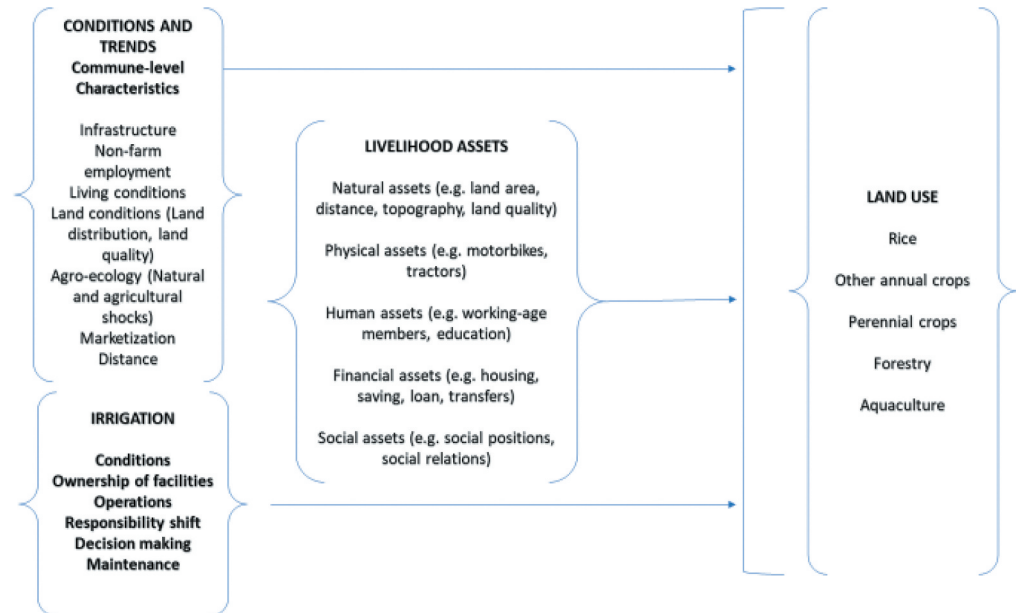 CONDITIONS AND
TRENDS
Commune-level
Characteristics
Infrastructure
Non-farm
employment
Living conditions
Land conditions (Land
distribution, land
quality)
Agro-ecology (Natural
and agricultural
shocks)
Marketization
Distance
IRRIGATION
Conditions
Ownership of facilities
Operations
Responsibility shift
Decision making
Maintenance
LIVELIHOOD ASSETS
Natural assets (e.g. land area,
distance, topography, land quality)
Physical assets (e.g. motorbikes,
tractors)
Human assets (e.g. working-age
members, education)
Financial assets (e.g. housing,
saving, loan, transfers)
Social assets (e.g. social positions,
social relations)
LAND USE
Rice
Other annual crops
Perennial crops
Forestry
Aquaculture